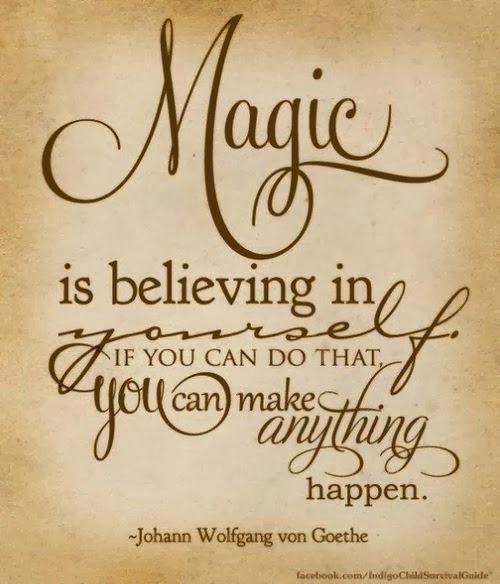 Magic
is believing in
yourself.
IF YOU CAN DO THAT,
you can make
anything
happen.
~Johann Wolfgang von Goethe
facebook.com/IndigoChildSurvivalGuide